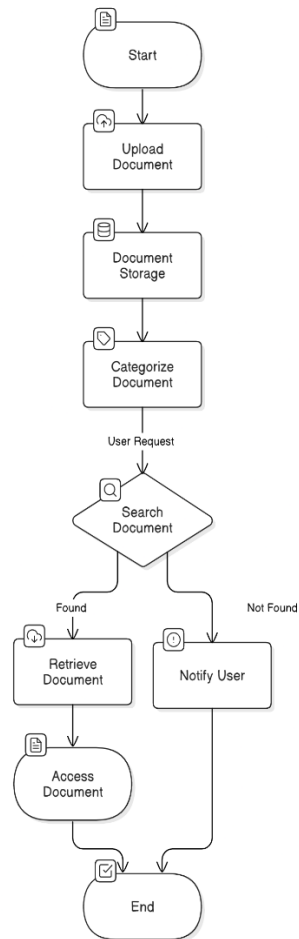 Start
Upload
Document
Document
Storage
Categorize
Document
User Request
Search
Document
Found
Not Found
Retrieve
Document
Notify User
Access
Document
End